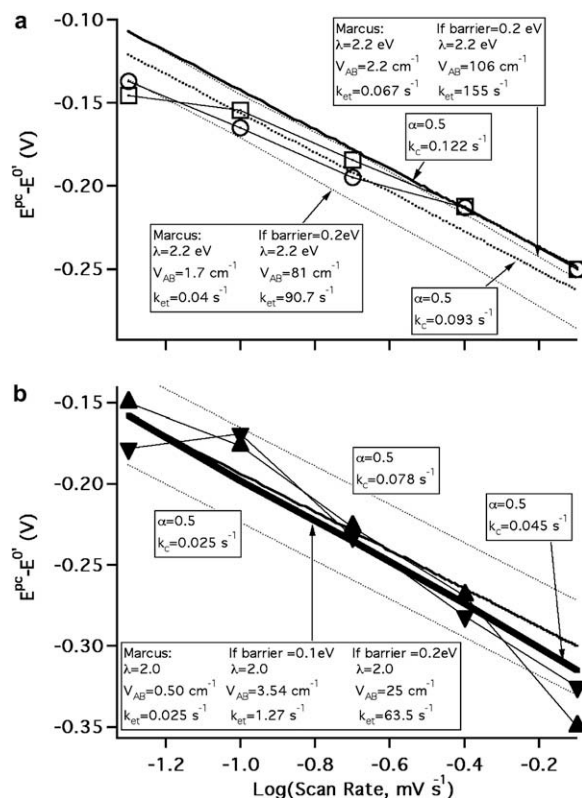 a
-0.10
-0.15
-0.20
-0.25
E^pc-E^0' (V)
Marcus: If barrier=0.2 eV
λ=2.2 eV λ=2.2 eV
V_AB=2.2 cm^-1 V_AB=106 cm^-1
k_et=0.067 s^-1 k_et=155 s^-1
α=0.5
k_c=0.122 s^-1
Marcus: If barrier=0.2eV
λ=2.2 eV λ=2.2 eV
V_AB=1.7 cm^-1 V_AB=81 cm^-1
k_et=0.04 s^-1 k_et=90.7 s^-1
α=0.5
k_c=0.093 s^-1
b
-0.15
-0.20
-0.25
-0.30
-0.35
E^pc-E^0' (V)
α=0.5
k_c=0.078 s^-1
α=0.5
k_c=0.025 s^-1
α=0.5
k_c=0.045 s^-1
Marcus: If barrier =0.1eV If barrier =0.2eV
λ=2.0 λ=2.0 λ=2.0
V_AB=0.50 cm^-1 V_AB=3.54 cm^-1 V_AB=25 cm^-1
k_et=0.025 s^-1 k_et=1.27 s^-1 k_et=63.5 s^-1
-1.2 -1.0 -0.8 -0.6 -0.4 -0.2
Log(Scan Rate, mV s^-1)